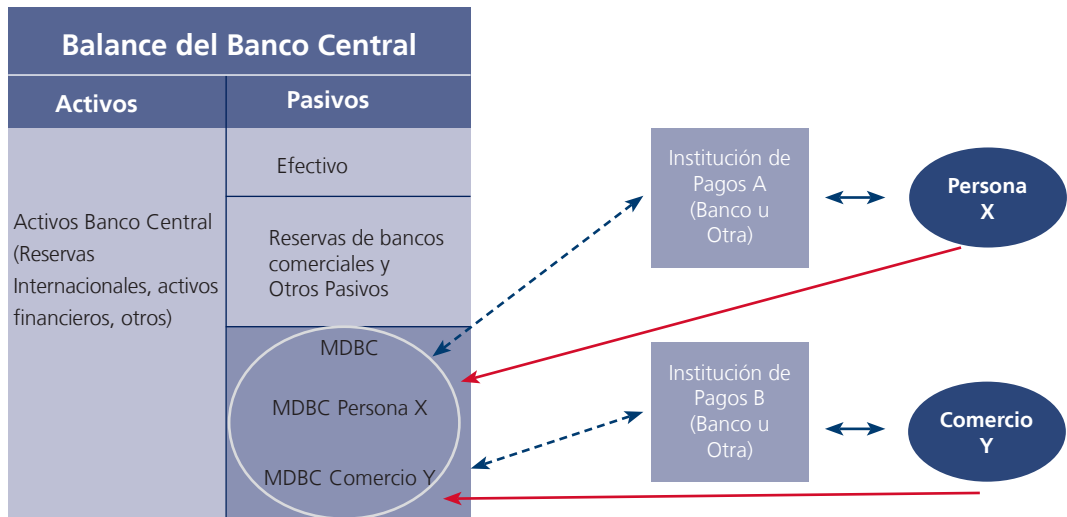 Balance del Banco Central
Activos
Pasivos
Activos Banco Central
(Reservas
Internacionales, activos
financieros, otros)
Efectivo
Reservas de bancos
comerciales y
Otros Pasivos
MDBC
MDBC Persona X
MDBC Comercio Y
Institución de
Pagos A
(Banco u
Otra)
Persona
X
Institución de
Pagos B
(Banco u
Otra)
Comercio
Y